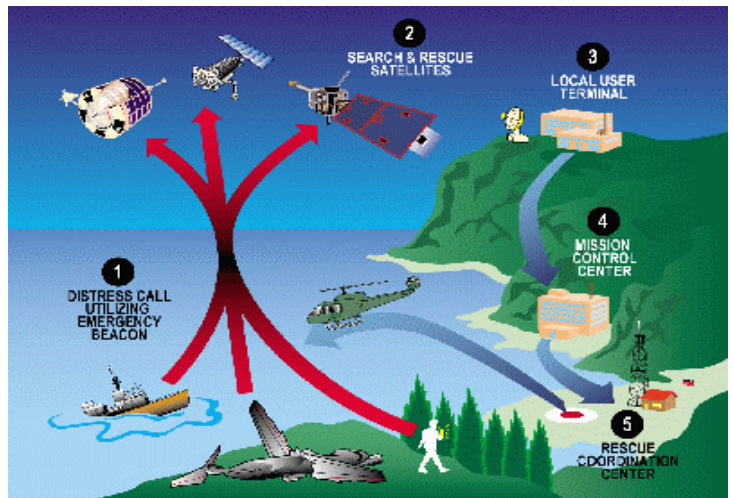 1
DISTRESS CALL
UTILIZING
EMERGENCY
BEACON
2
SEARCH & RESCUE
SATELLITES
3
LOCAL USER
TERMINAL
4
MISSION
CONTROL
CENTER
5
RESCUE
COORDINATION
CENTER